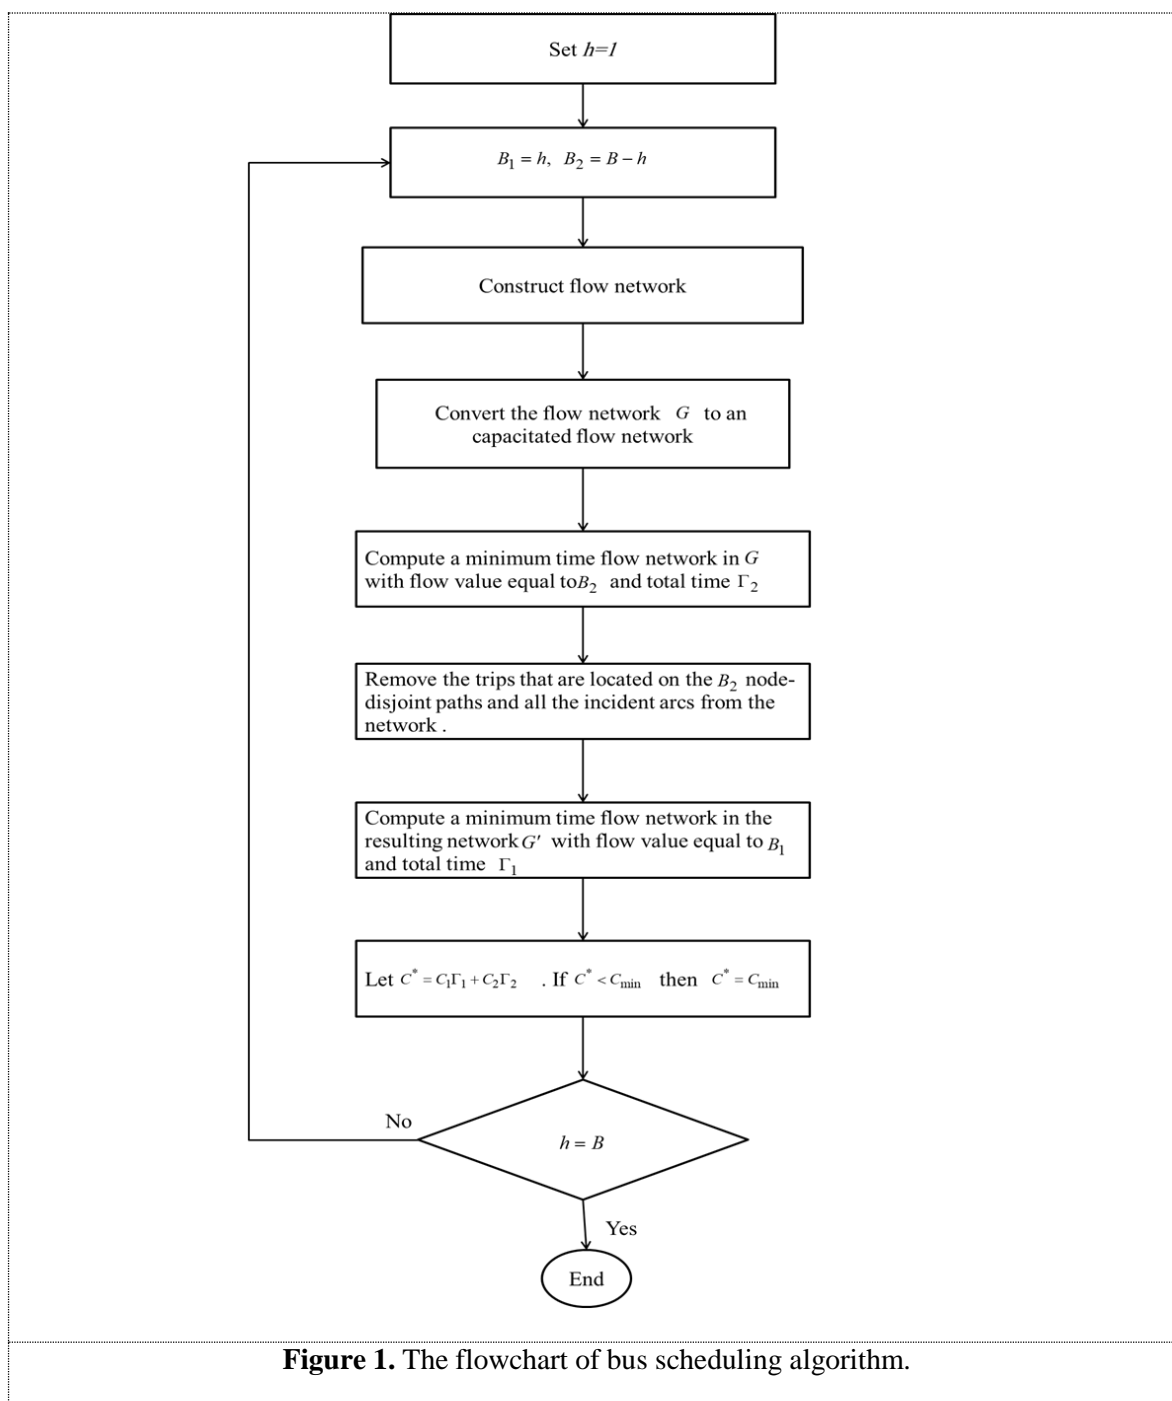 Set h=1
B₁ = h, B₂ = B − h
Construct flow network
Convert the flow network G to an
capacitated flow network
Compute a minimum time flow network in G
with flow value equal toB₂ and total time Γ₂
Remove the trips that are located on the B₂ node-
disjoint paths and all the incident arcs from the
network .
Compute a minimum time flow network in the
resulting network G′ with flow value equal to B₁
and total time Γ₁
Let C* = C₁Γ₁ + C₂Γ₂ . If C* < Cmin then C* = Cmin
No
h = B
Yes
End
Figure 1. The flowchart of bus scheduling algorithm.